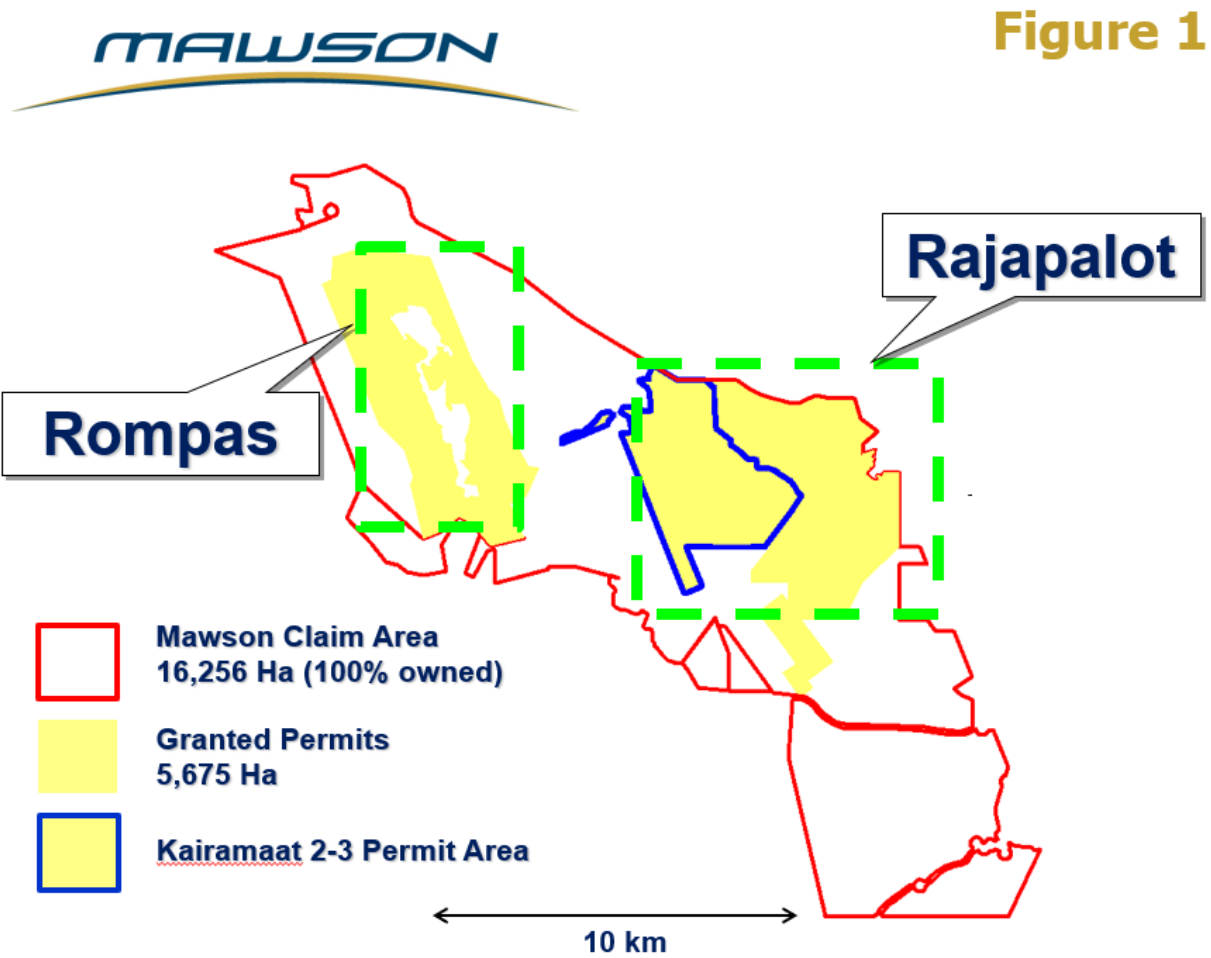 MAWSON
Figure 1
Rajapalot
Rompas
Mawson Claim Area
16,256 Ha (100% owned)
Granted Permits
5,675 Ha
Kairamaat 2-3 Permit Area
10 km